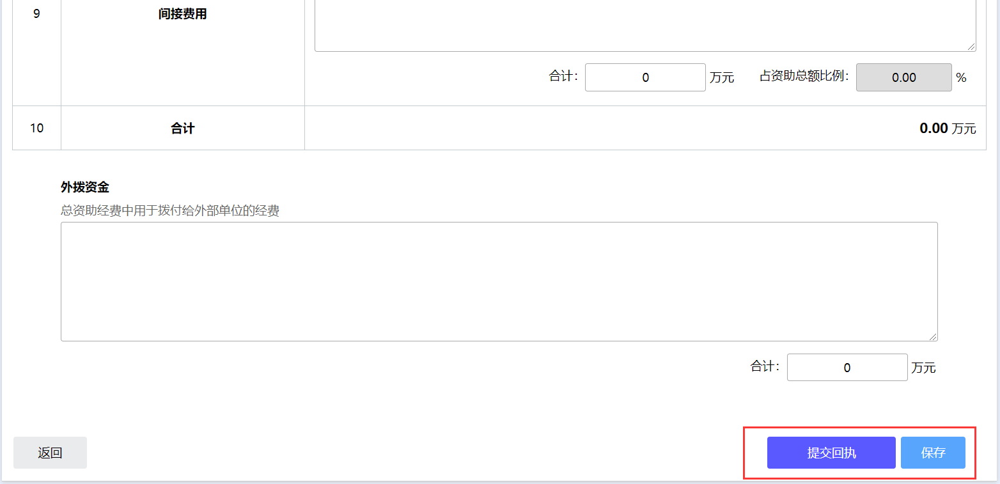 9 间接费用
合计： 0 万元 占资助总额比例： 0.00 %
10 合计 0.00 万元
外拨资金
总资助经费中用于拨付给外部单位的经费
合计： 0 万元
返回 提交回执 保存